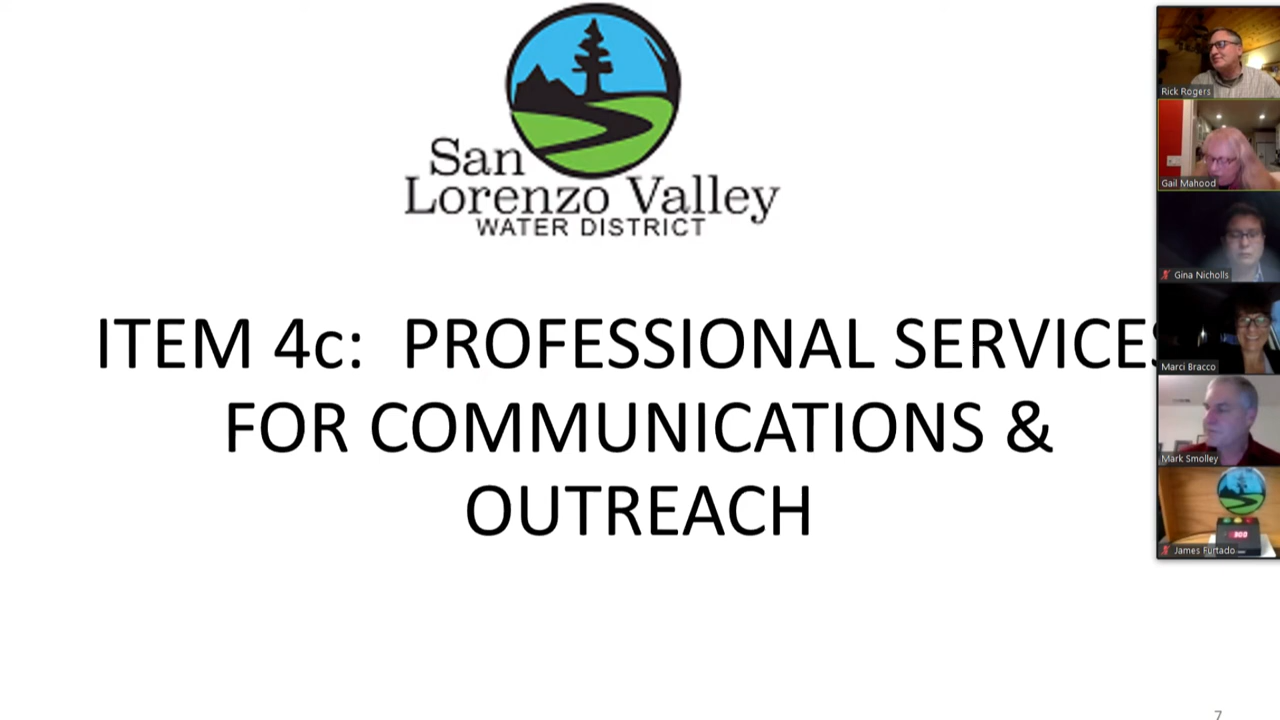 San
Lorenzo Valley
WATER DISTRICT
ITEM 4c: PROFESSIONAL SERVICES
FOR COMMUNICATIONS &
OUTREACH
7
Rick Rogers
Gail Mahood
Gina Nicholls
Marci Bracco
Mark Smolley
300
James Furtado